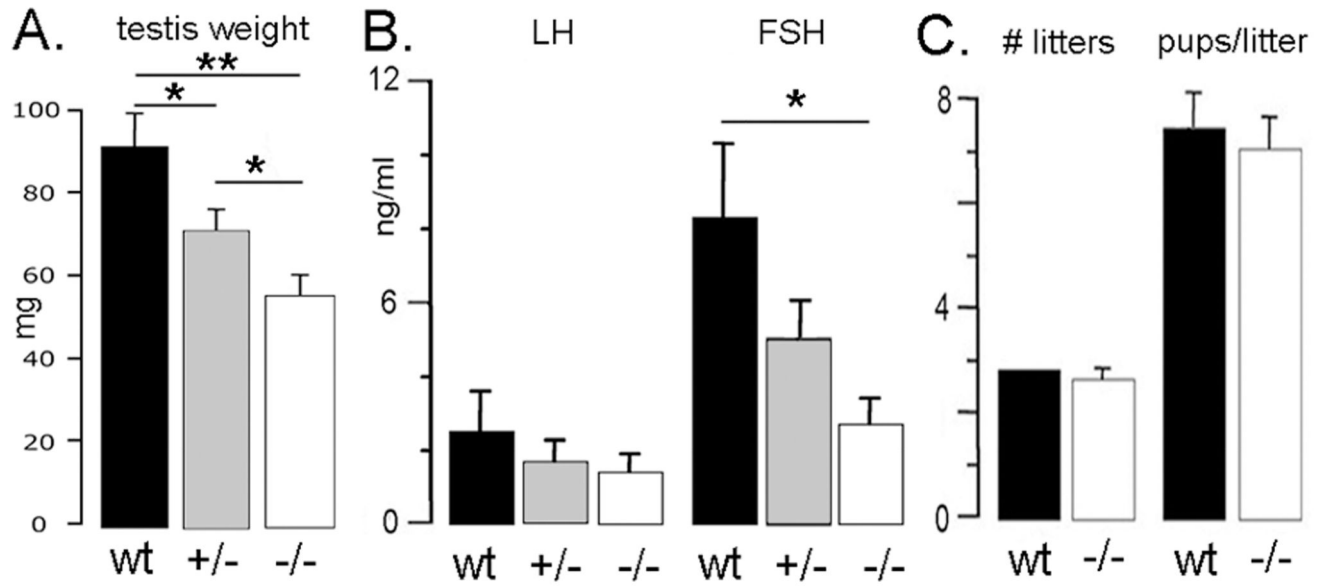 A.
testis weight
**
*
*
100
80
60
40
20
0
mg
wt +/- -/-
B.
LH FSH
*
12
6
0
ng/ml
wt +/- -/- wt +/- -/-
C.
# litters pups/litter
8
4
0
wt -/- wt -/-